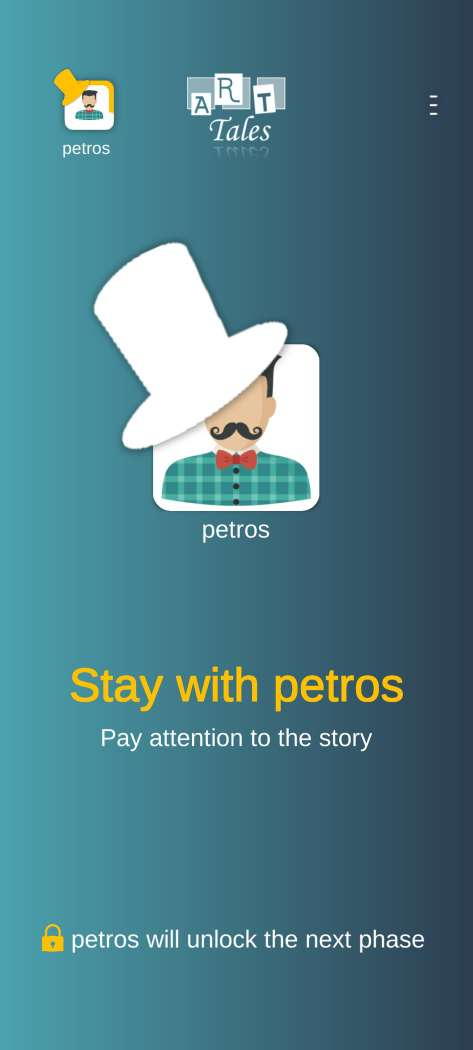 ART
Tales
petros
petros
Stay with petros
Pay attention to the story
petros will unlock the next phase